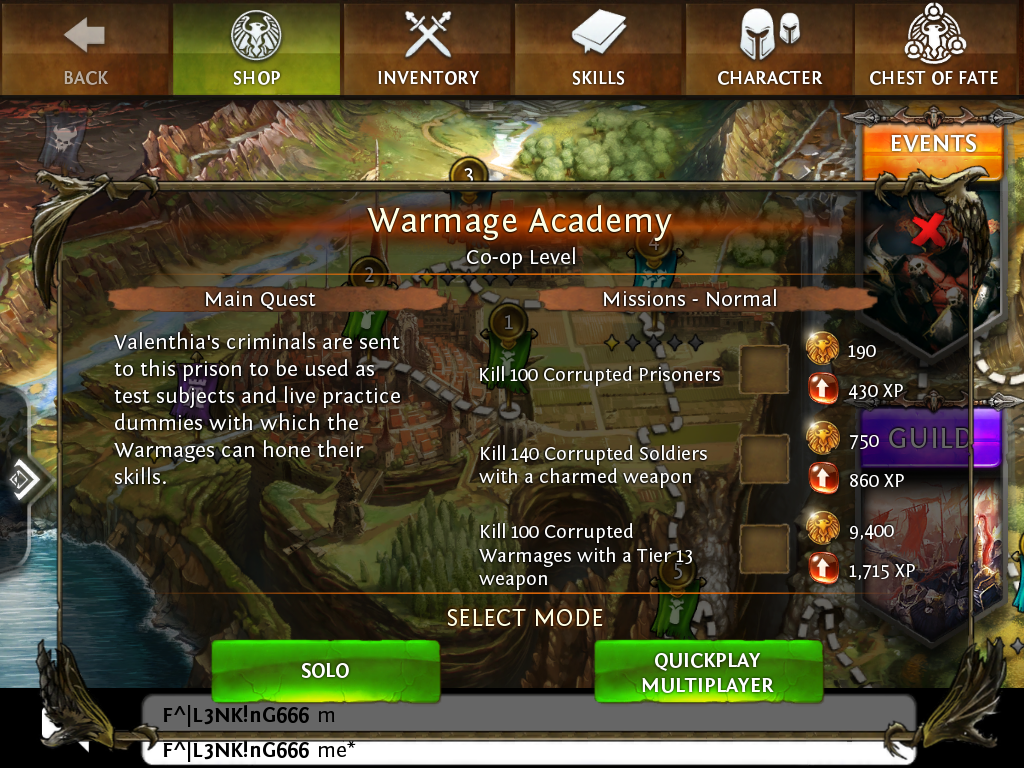 BACK
SHOP
INVENTORY
SKILLS
CHARACTER
CHEST OF FATE
EVENTS
3
Warmage Academy
4
Co-op Level
2
Main Quest
Missions - Normal
1
Valenthia's criminals are sent
to this prison to be used as
test subjects and live practice
dummies with which the
Warmages can hone their
skills.
Kill 100 Corrupted Prisoners
190
430 XP
Kill 140 Corrupted Soldiers
with a charmed weapon
750
GUILD
860 XP
Kill 100 Corrupted
Warmages with a Tier 13
weapon
9,400
1,715 XP
5
SELECT MODE
SOLO
QUICKPLAY
MULTIPLAYER
F^|L3NK!nG666 m
F^|L3NK!nG666 me*